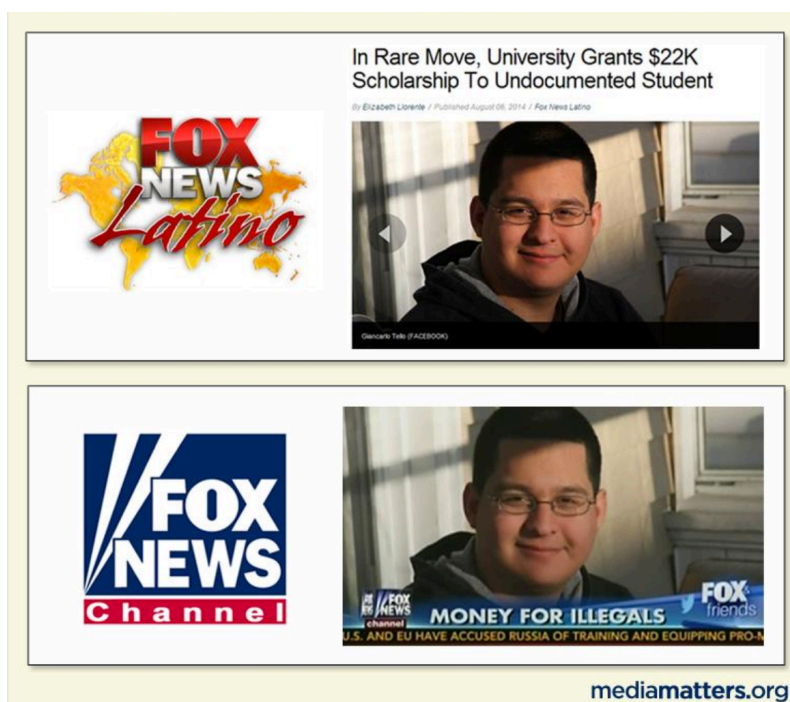 In Rare Move, University Grants $22K
Scholarship To Undocumented Student
By Elizabeth Llorente / Published August 06, 2014 / Fox News Latino
FOX
NEWS
Latino
Giancarlo Tello (FACEBOOK)
FOX
NEWS
Channel
FOX
NEWS
channel
MONEY FOR ILLEGALS
FOX&
friends
U.S. AND EU HAVE ACCUSED RUSSIA OF TRAINING AND EQUIPPING PRO-
mediamatters.org